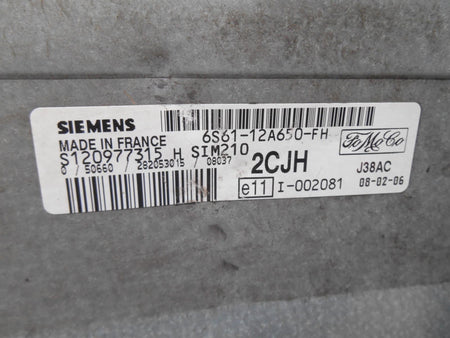 SIEMENS
6S61-12A650-FH
FoMoCo
MADE IN FRANCE
S120977315 H SIM210
0 / 50660 / 282053015 / 08037
2CJH
J38AC
e11 I-002081
08-02-06